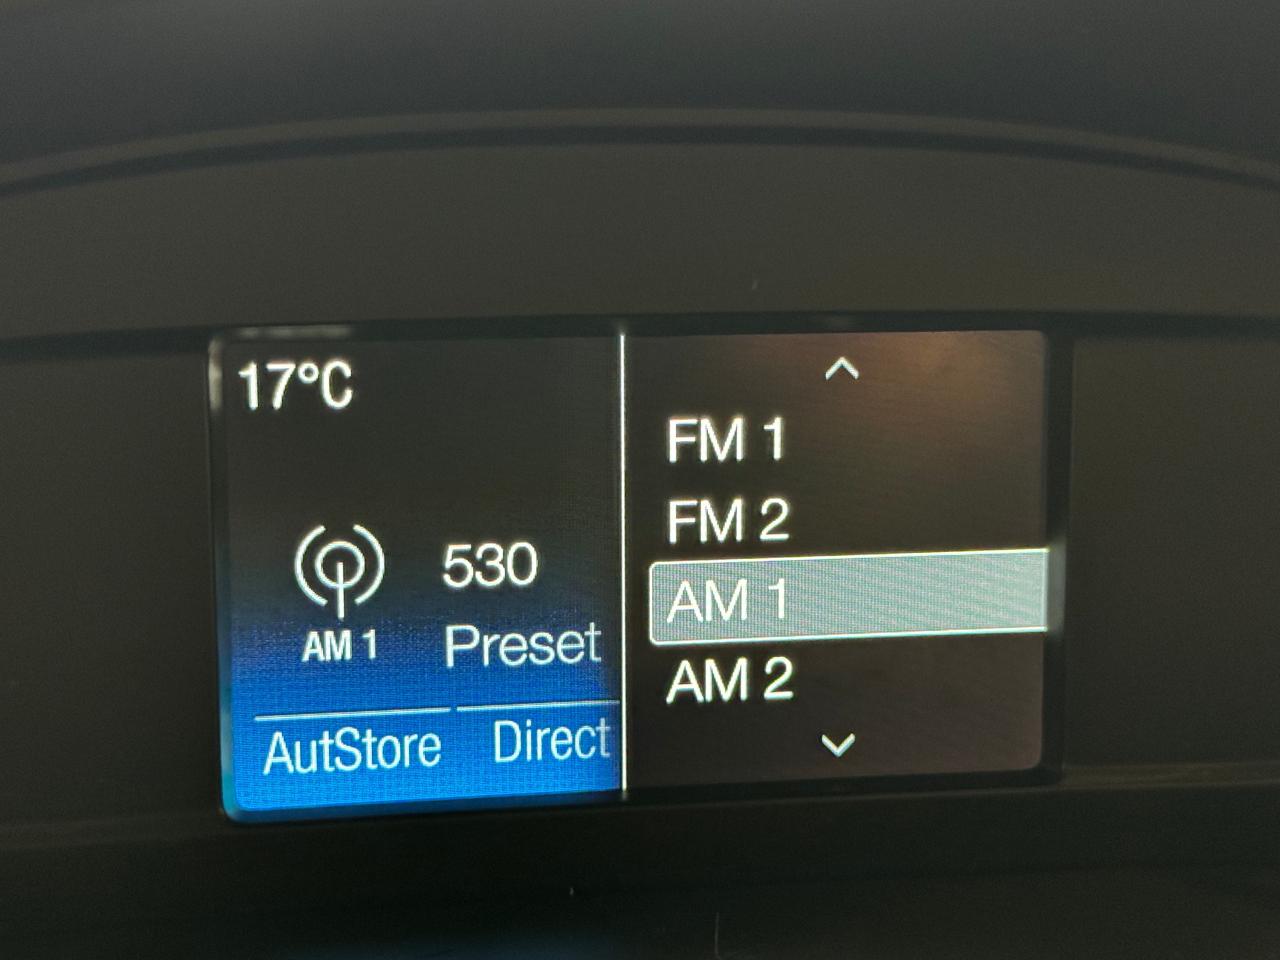 17°C
530
AM 1
Preset
AutStore
Direct
FM 1
FM 2
AM 1
AM 2